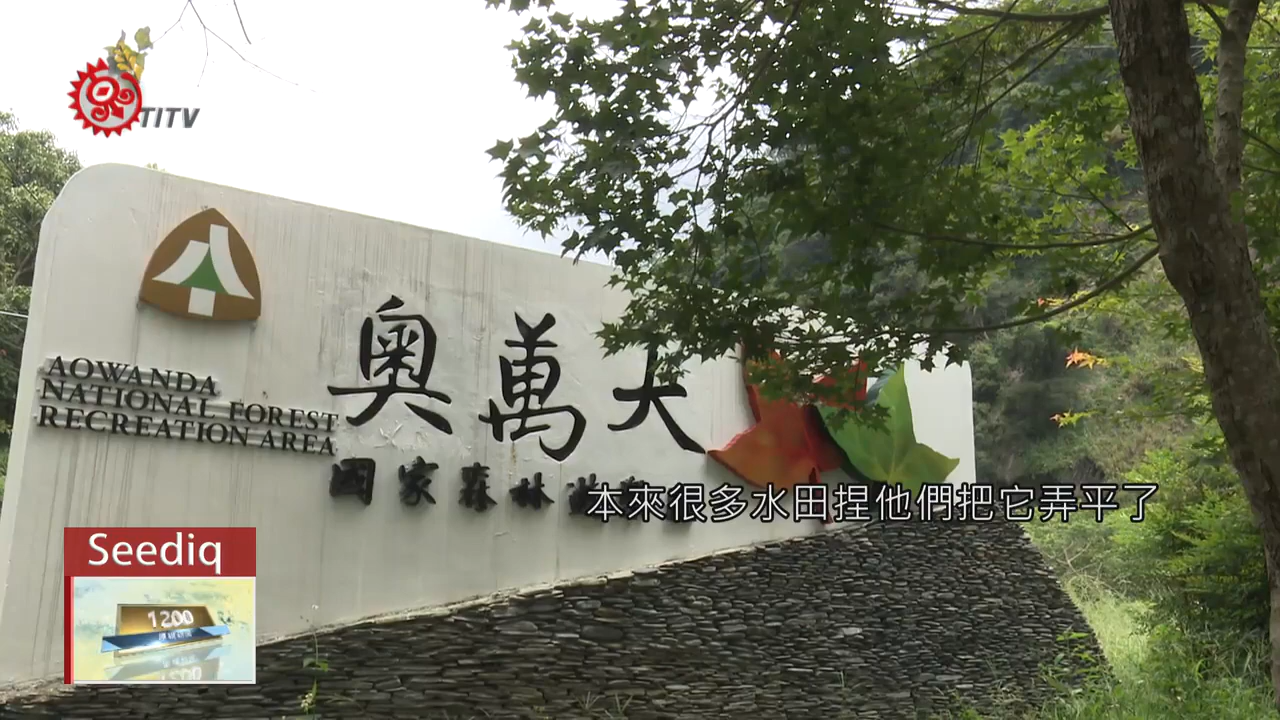 TITV
AOWANDA
NATIONAL FOREST
RECREATION AREA
奧萬大
國家森林遊
本來很多水田捏他們把它弄平了
Seediq
1200